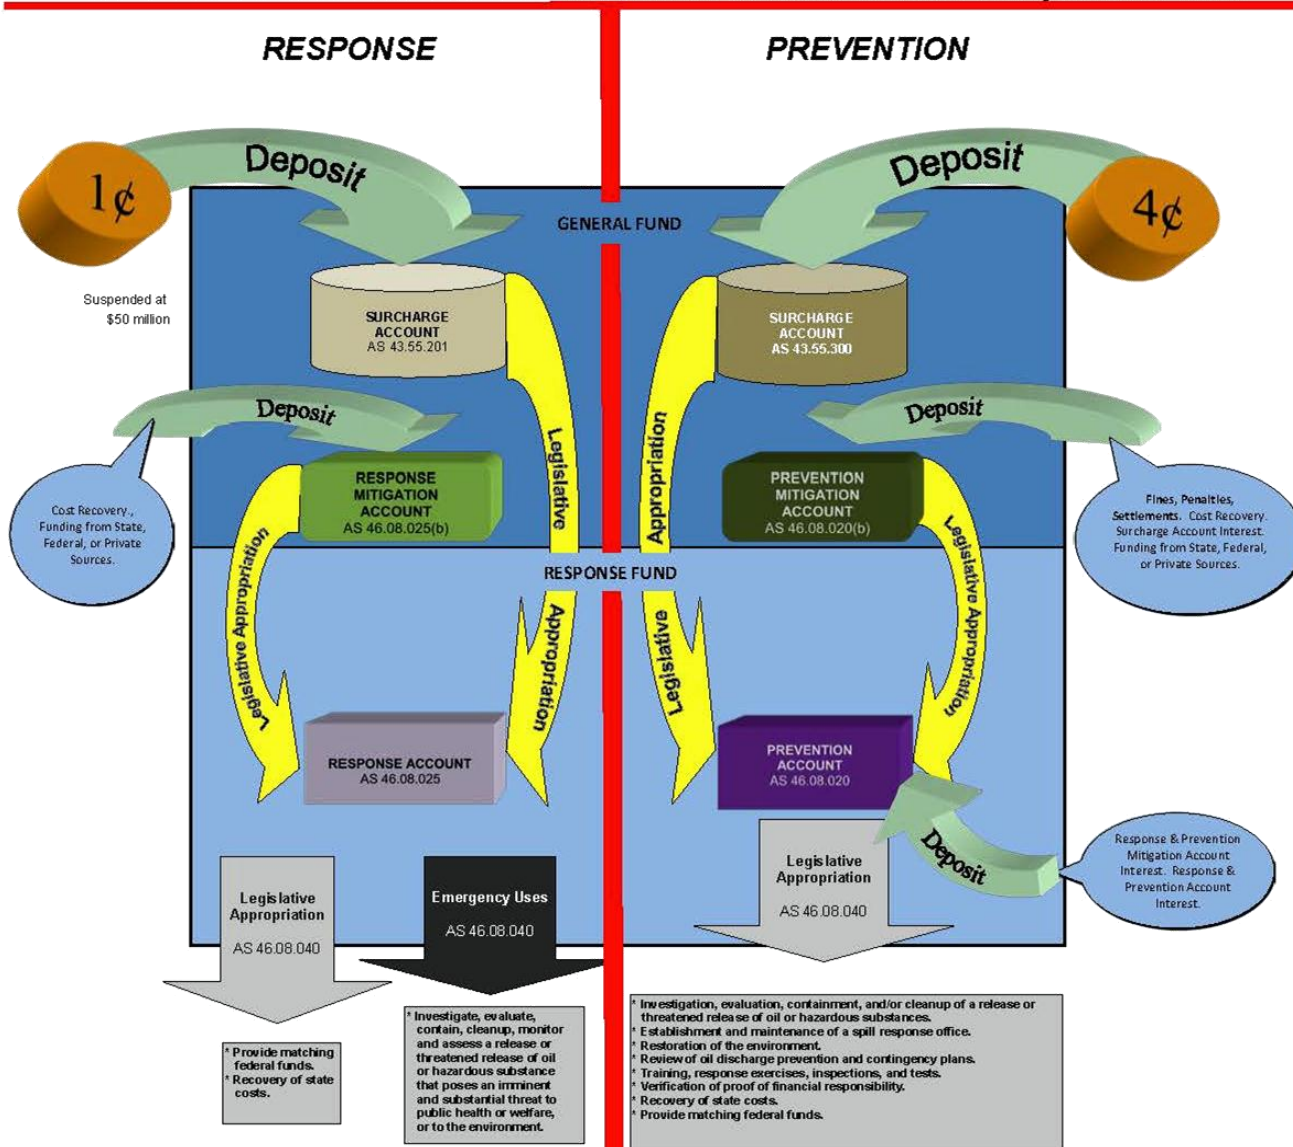 RESPONSE
PREVENTION
Deposit
Deposit
1¢
4¢
GENERAL FUND
Suspended at
$50 million
SURCHARGE
ACCOUNT
AS 43.55.201
SURCHARGE
ACCOUNT
AS 43.55.300
Deposit
Deposit
Legislative
Appropriation
Appropriation
Legislative
Cost Recovery.,
Funding from State,
Federal, or Private
Sources.
RESPONSE
MITIGATION
ACCOUNT
AS 46.08.025(b)
PREVENTION
MITIGATION
ACCOUNT
AS 46.08.020(b)
Fines, Penalties,
Settlements. Cost Recovery.
Surcharge Account Interest.
Funding from State, Federal,
or Private Sources.
Legislative Appropriation
Legislative Appropriation
RESPONSE FUND
RESPONSE ACCOUNT
AS 46.08.025
PREVENTION
ACCOUNT
AS 46.08.020
Deposit
Response & Prevention
Mitigation Account
Interest. Response &
Prevention Account
Interest.
Legislative
Appropriation
AS 46.08.040
Emergency Uses
AS 46.08.040
Legislative
Appropriation
AS 46.08.040
* Provide matching
federal funds.
* Recovery of state
costs.
* Investigate, evaluate,
contain, cleanup, monitor
and assess a release or
threatened release of oil
or hazardous substance
that poses an imminent
and substantial threat to
public health or welfare,
or to the environment.
* Investigation, evaluation, containment, and/or cleanup of a release or
threatened release of oil or hazardous substances.
* Establishment and maintenance of a spill response office.
* Restoration of the environment.
* Review of oil discharge prevention and contingency plans.
* Training, response exercises, inspections, and tests.
* Verification of proof of financial responsibility.
* Recovery of state costs.
* Provide matching federal funds.